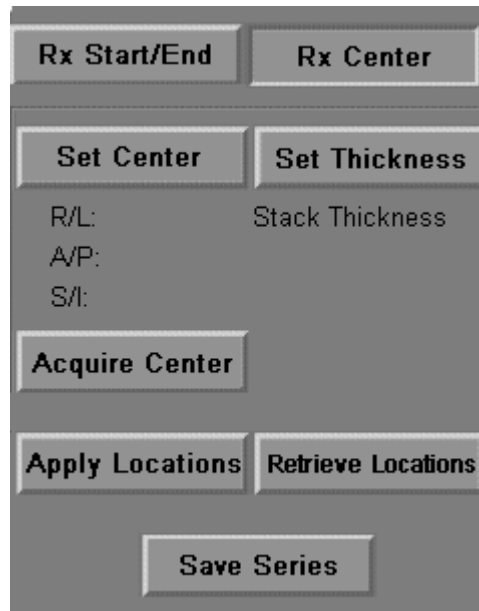 Rx Start/End Rx Center
Set Center Set Thickness
R/L: Stack Thickness
A/P:
S/I:
Acquire Center
Apply Locations Retrieve Locations
Save Series